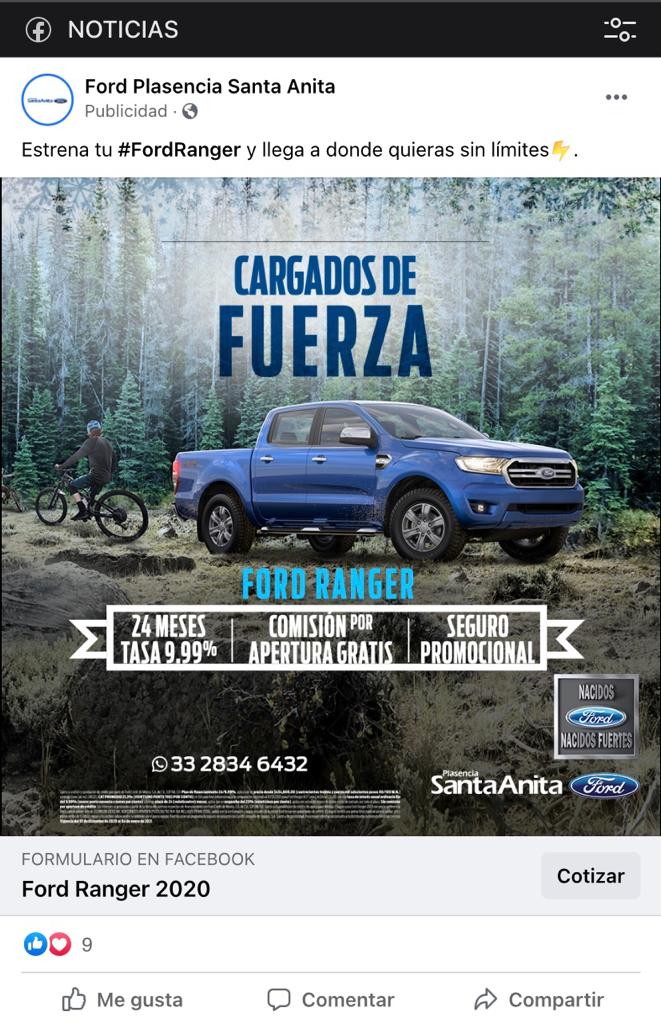 NOTICIAS
Ford Plasencia Santa Anita
Publicidad ·
Estrena tu #FordRanger y llega a donde quieras sin límites⚡.
CARGADOS DE
FUERZA
FORD RANGER
24 MESES
TASA 9.99%
COMISIÓN POR
APERTURA GRATIS
SEGURO
PROMOCIONAL
NACIDOS
Ford
NACIDOS FUERTES
33 2834 6432
Plasencia
SantaAnita
Ford
FORMULARIO EN FACEBOOK
Ford Ranger 2020
Cotizar
9
Me gusta
Comentar
Compartir